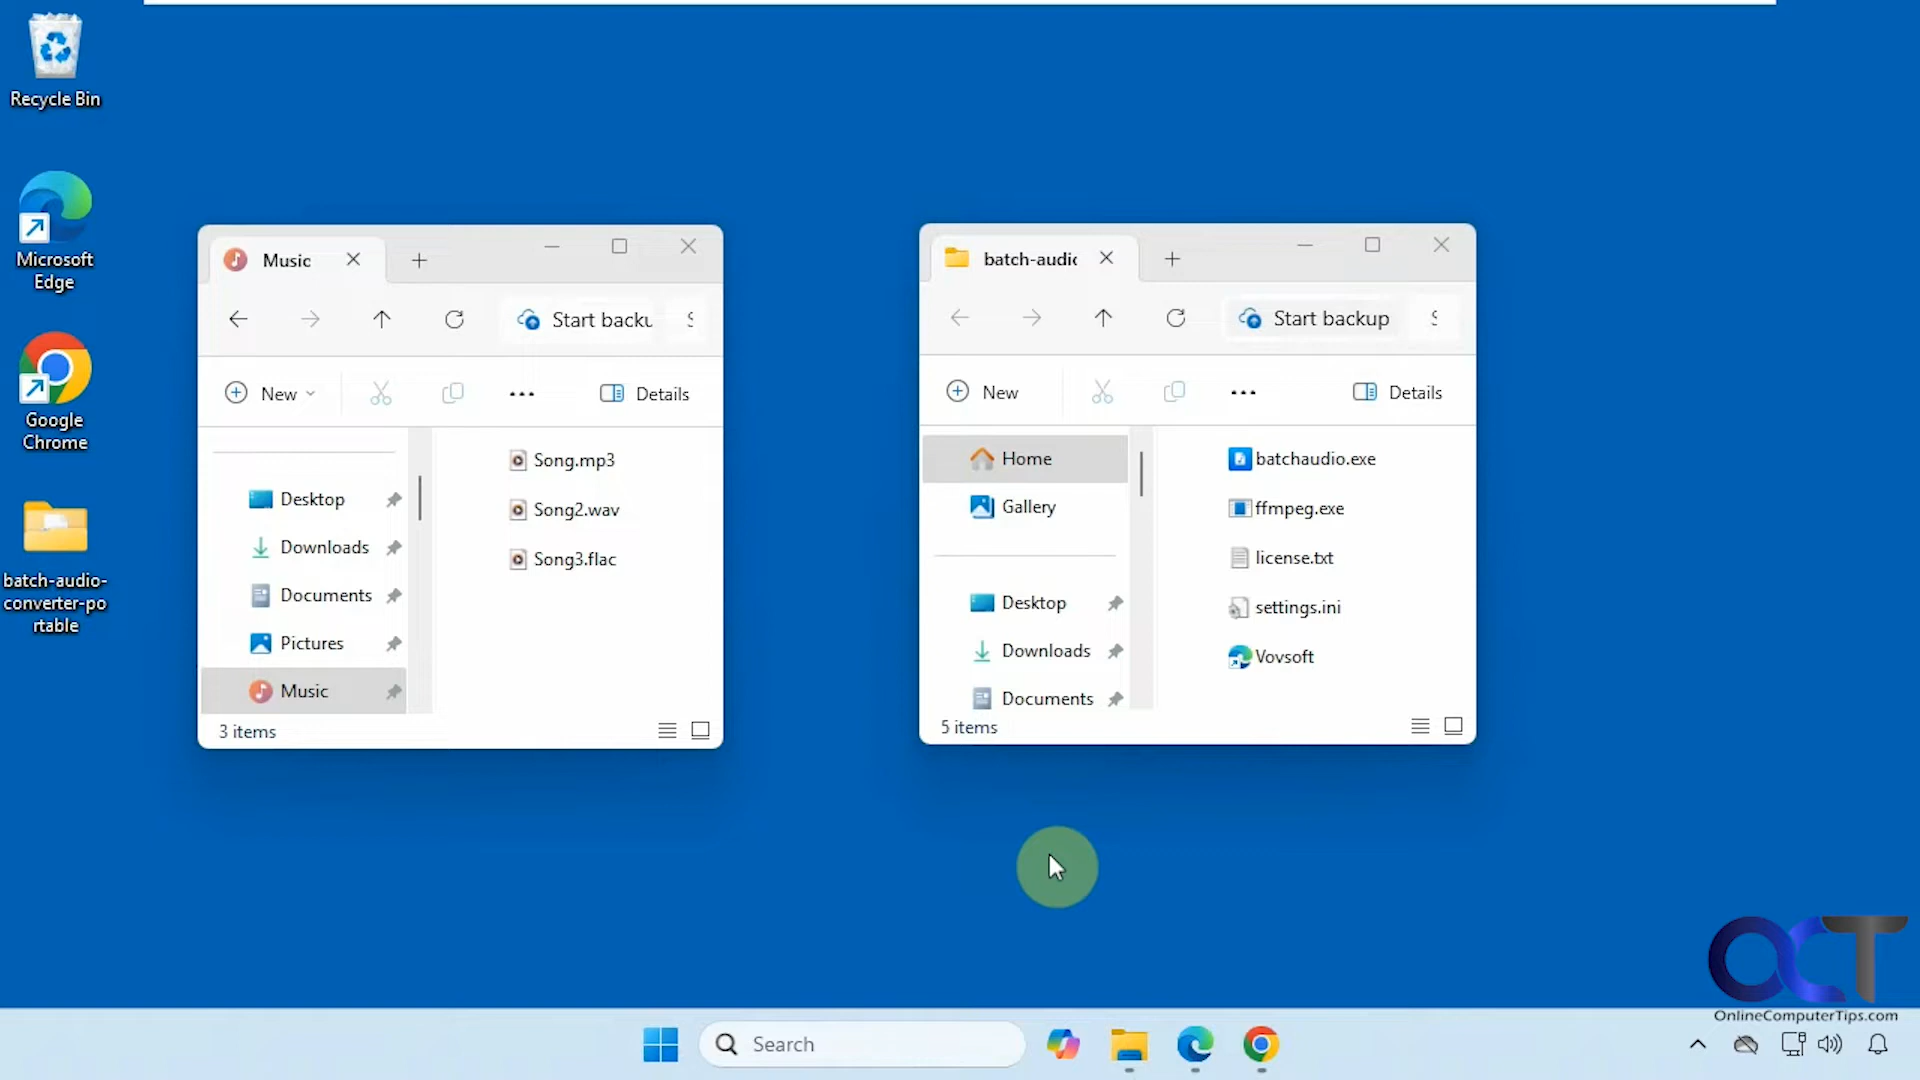 Recycle Bin
Microsoft
Edge
Google
Chrome
batch-audio-
converter-po
rtable
Music
Start backu
S
New
Details
Desktop
Downloads
Documents
Pictures
Music
Song.mp3
Song2.wav
Song3.flac
3 items
batch-audic
Start backup
S
New
Details
Home
Gallery
Desktop
Downloads
Documents
batchaudio.exe
ffmpeg.exe
license.txt
settings.ini
Vovsoft
5 items
OCT
OnlineComputerTips.com
Search